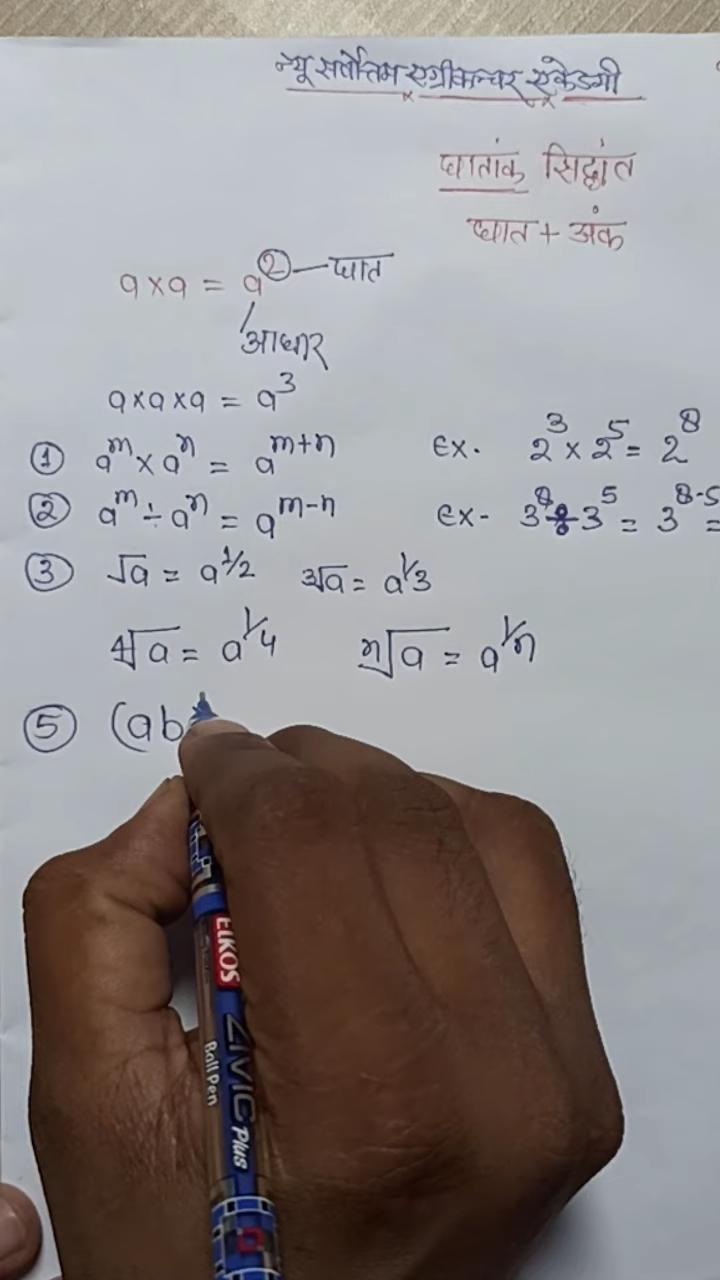 न्यू सर्वोत्तम एग्रीकल्चर एकेडमी
घातांक सिद्धांत
घात + अंक
a×a = a² — घात
आधार
a×a×a = a³
① aᵐ × aⁿ = aᵐ⁺ⁿ ex. 2³ × 2⁵ = 2⁸
② aᵐ ÷ aⁿ = aᵐ⁻ⁿ ex- 3⁸ ÷ 3⁵ = 3⁸⁻⁵ =
③ √a = a^1/2 ∛a = a^1/3
∜a = a^1/4 ⁿ√a = a^1/n
⑤ (ab
ELKOS ZIVIC Plus
Ball Pen